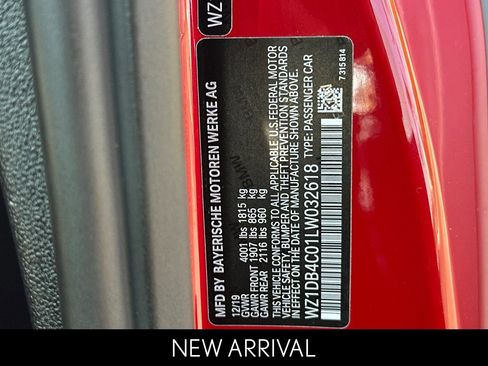 WZ
MFD BY BAYERISCHE MOTOREN WERKE AG
12/19
GVWR 4001 lbs 1815 kg
GAWR FRONT 1907 lbs 865 kg
GAWR REAR 2116 lbs 960 kg
THIS VEHICLE CONFORMS TO ALL APPLICABLE U.S. FEDERAL MOTOR
VEHICLE SAFETY, BUMPER, AND THEFT PREVENTION STANDARDS
IN EFFECT ON THE DATE OF MANUFACTURE SHOWN ABOVE.
WZ1DB4C01LW032618 TYPE: PASSENGER CAR
7315814
NEW ARRIVAL